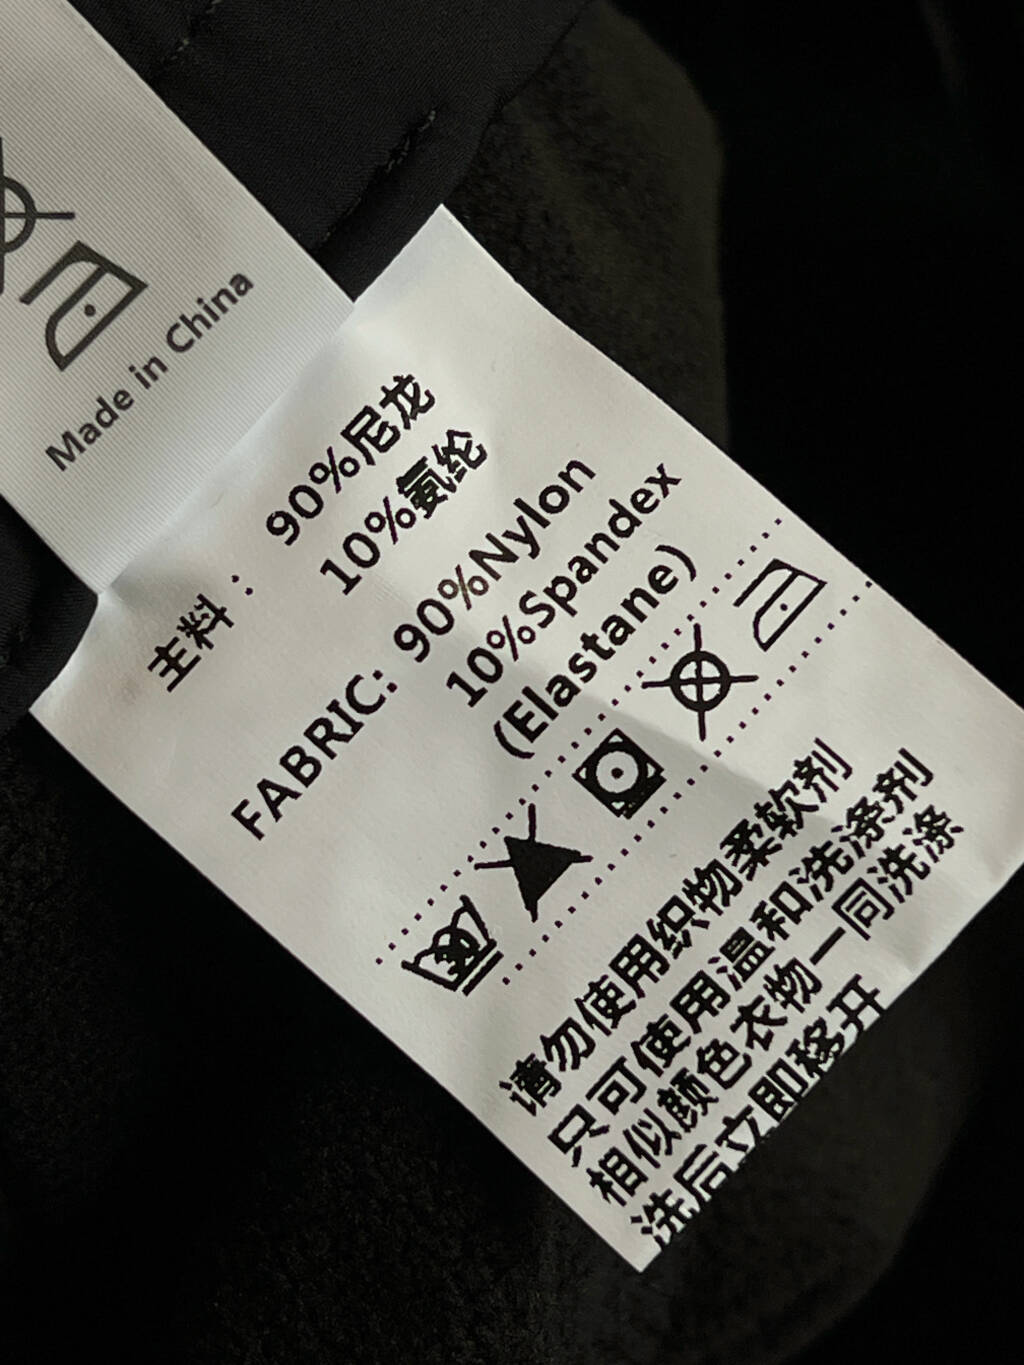 Made in China
主料：
90%尼龙
10%氨纶
FABRIC: 90%Nylon
10%Spandex
(Elastane)
请勿使用织物柔软剂
只可使用温和洗涤剂
相似颜色衣物一同洗涤
洗后立即移开